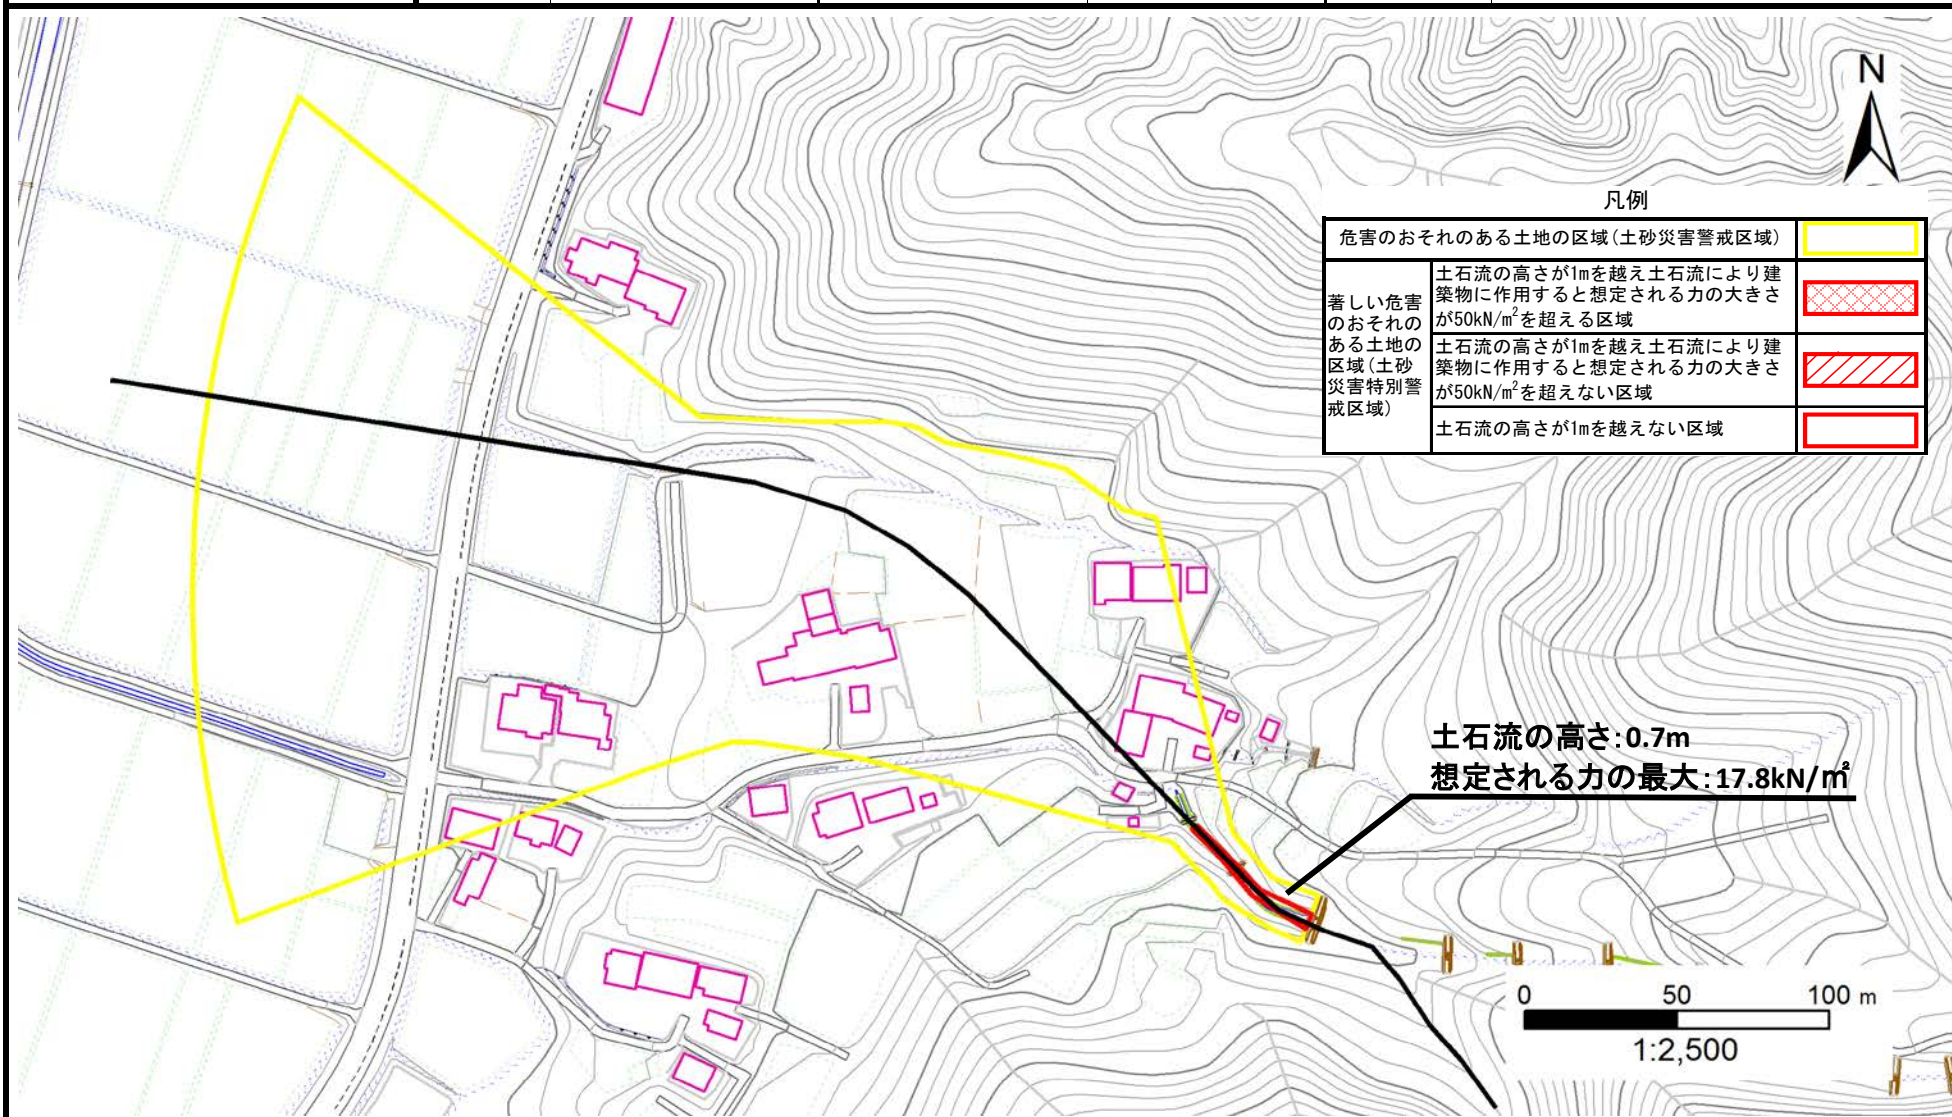 N
凡例
危害のおそれのある土地の区域(土砂災害警戒区域)
著しい危害
のおそれの
ある土地の
区域(土砂
災害特別警
戒区域)
土石流の高さが1mを越え土石流により建
築物に作用すると想定される力の大きさ
が50kN/m²を超える区域
土石流の高さが1mを越え土石流により建
築物に作用すると想定される力の大きさ
が50kN/m²を超えない区域
土石流の高さが1mを越えない区域
土石流の高さ:0.7m
想定される力の最大:17.8kN/㎡
0 50 100 m
1:2,500